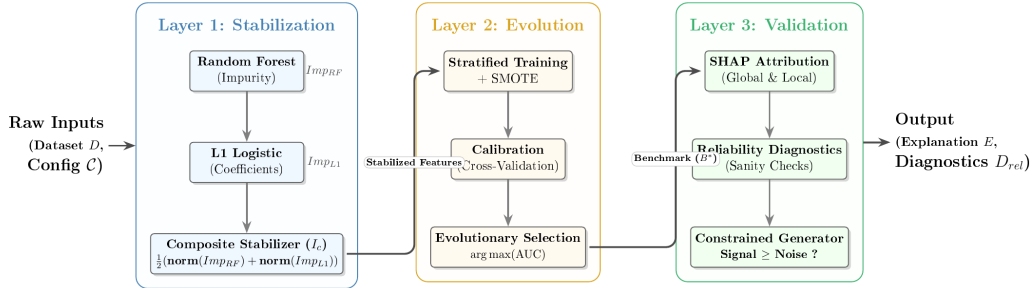 Raw Inputs
(Dataset D,
Config C)
Layer 1: Stabilization
Random Forest
(Impurity)
Imp_RF
L1 Logistic
(Coefficients)
Imp_L1
Composite Stabilizer (I_c)
½(norm(Imp_RF) + norm(Imp_L1))
Stabilized Features
Layer 2: Evolution
Stratified Training
+ SMOTE
Calibration
(Cross-Validation)
Evolutionary Selection
arg max(AUC)
Benchmark (B*)
Layer 3: Validation
SHAP Attribution
(Global & Local)
Reliability Diagnostics
(Sanity Checks)
Constrained Generator
Signal ≥ Noise ?
Output
(Explanation E,
Diagnostics D_rel)